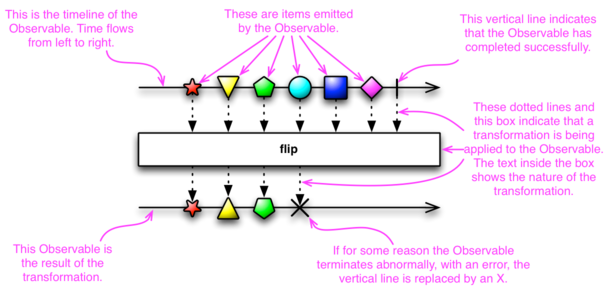 This is the timeline of the
Observable. Time flows
from left to right.
These are items emitted
by the Observable.
This vertical line indicates
that the Observable has
completed successfully.
These dotted lines and
this box indicate that a
transformation is being
applied to the Observable.
The text inside the box
shows the nature of the
transformation.
flip
This Observable is
the result of the
transformation.
If for some reason the Observable
terminates abnormally, with an error, the
vertical line is replaced by an X.